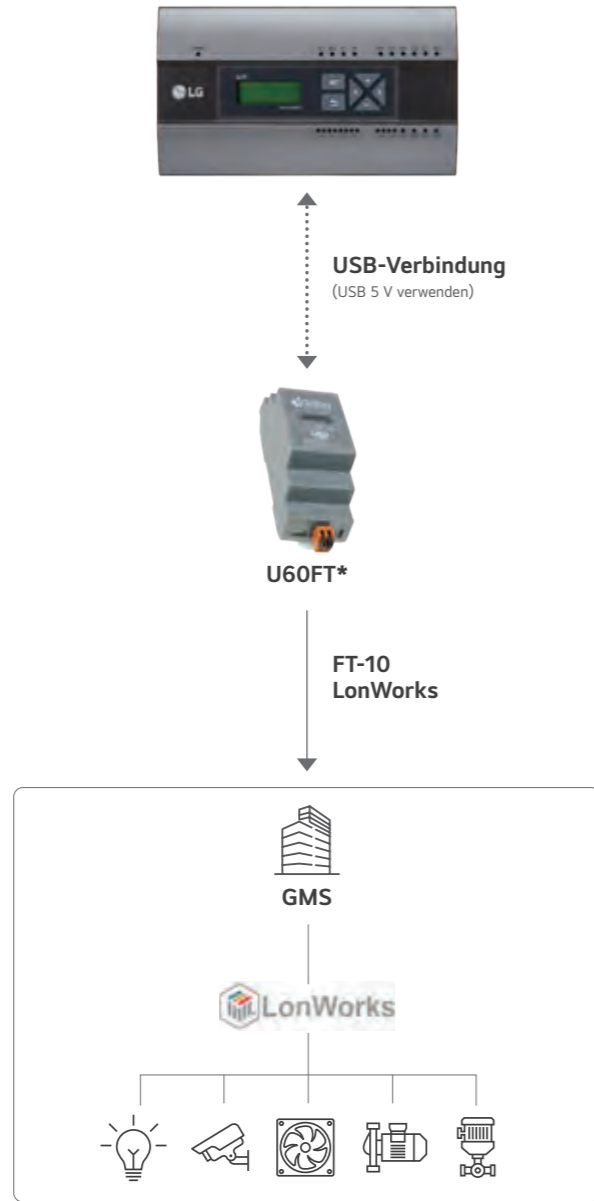 LG
USB-Verbindung
(USB 5 V verwenden)
U60FT*
FT-10
LonWorks
GMS
LonWorks